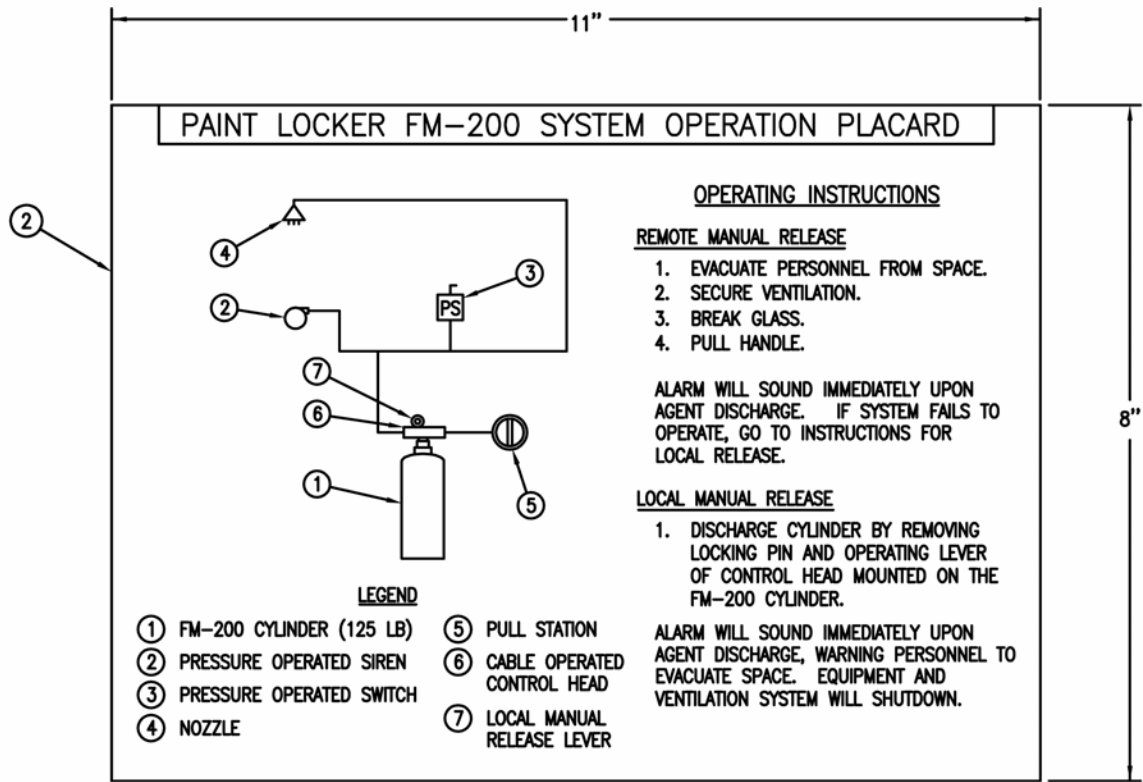 11"
PAINT LOCKER FM-200 SYSTEM OPERATION PLACARD
8"
2
4
2
3
PS
7
6
1
5
LEGEND
1 FM-200 CYLINDER (125 LB)
2 PRESSURE OPERATED SIREN
3 PRESSURE OPERATED SWITCH
4 NOZZLE
5 PULL STATION
6 CABLE OPERATED
CONTROL HEAD
7 LOCAL MANUAL
RELEASE LEVER
OPERATING INSTRUCTIONS
REMOTE MANUAL RELEASE
1. EVACUATE PERSONNEL FROM SPACE.
2. SECURE VENTILATION.
3. BREAK GLASS.
4. PULL HANDLE.
ALARM WILL SOUND IMMEDIATELY UPON
AGENT DISCHARGE. IF SYSTEM FAILS TO
OPERATE, GO TO INSTRUCTIONS FOR
LOCAL RELEASE.
LOCAL MANUAL RELEASE
1. DISCHARGE CYLINDER BY REMOVING
LOCKING PIN AND OPERATING LEVER
OF CONTROL HEAD MOUNTED ON THE
FM-200 CYLINDER.
ALARM WILL SOUND IMMEDIATELY UPON
AGENT DISCHARGE, WARNING PERSONNEL TO
EVACUATE SPACE. EQUIPMENT AND
VENTILATION SYSTEM WILL SHUTDOWN.